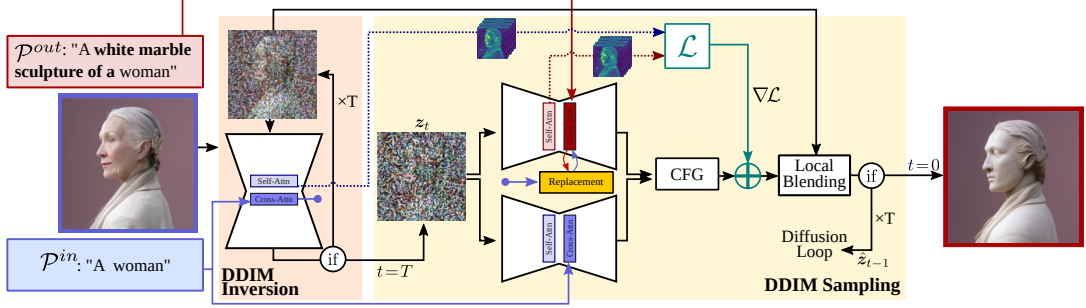 𝒫^out: "A white marble
sculpture of a woman"
𝒫^in: "A woman"
Self-Attn
Cross-Attn
×T
if
DDIM
Inversion
t=T
z_t
Self-Attn
Replacement
Self-Attn
Cross-Attn
ℒ
∇ℒ
CFG
Local
Blending
if
t=0
×T
Diffusion
Loop
ẑ_{t−1}
DDIM Sampling